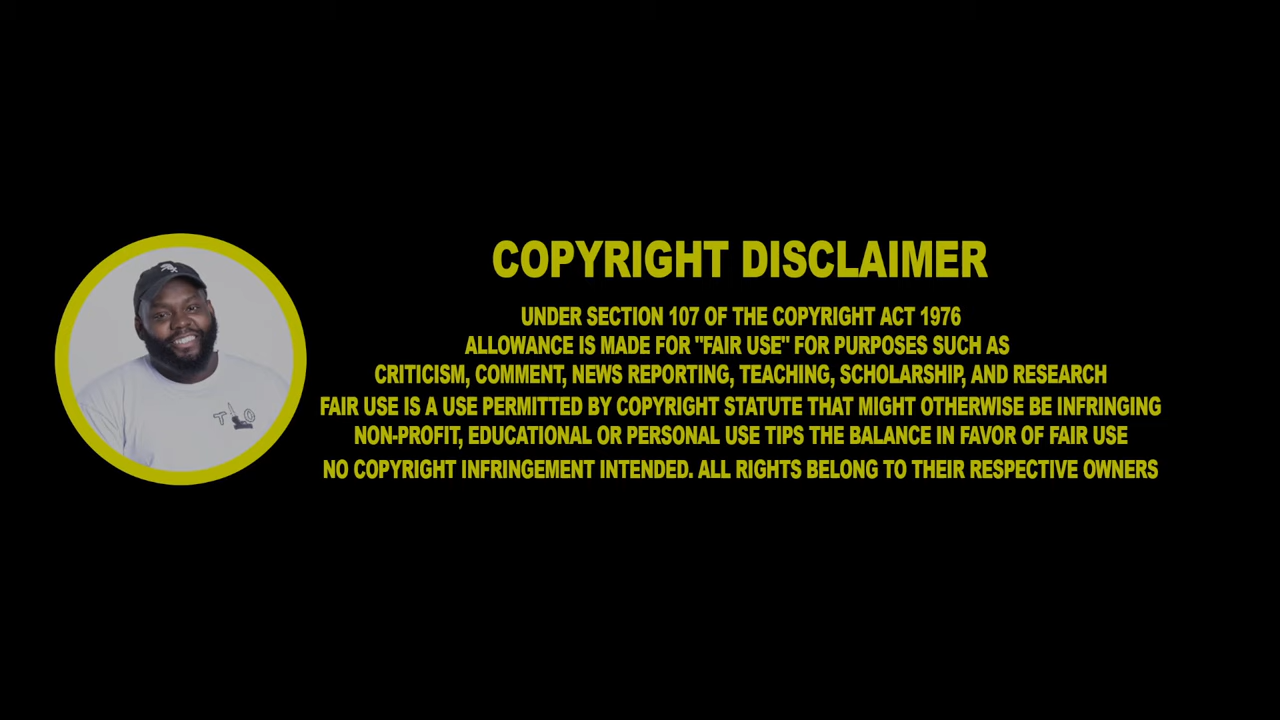 COPYRIGHT DISCLAIMER
UNDER SECTION 107 OF THE COPYRIGHT ACT 1976
ALLOWANCE IS MADE FOR "FAIR USE" FOR PURPOSES SUCH AS
CRITICISM, COMMENT, NEWS REPORTING, TEACHING, SCHOLARSHIP, AND RESEARCH
FAIR USE IS A USE PERMITTED BY COPYRIGHT STATUTE THAT MIGHT OTHERWISE BE INFRINGING
NON-PROFIT, EDUCATIONAL OR PERSONAL USE TIPS THE BALANCE IN FAVOR OF FAIR USE
NO COPYRIGHT INFRINGEMENT INTENDED. ALL RIGHTS BELONG TO THEIR RESPECTIVE OWNERS